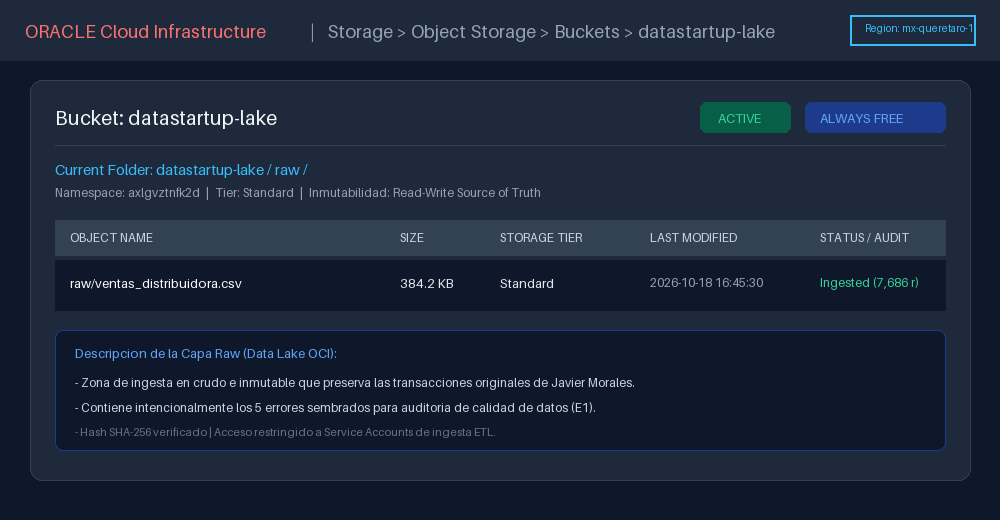 ORACLE Cloud Infrastructure | Storage > Object Storage > Buckets > datastartup-lake Region: mx-queretaro-1
Bucket: datastartup-lake ACTIVE ALWAYS FREE
Current Folder: datastartup-lake / raw /
Namespace: axlgvztnfk2d | Tier: Standard | Inmutabilidad: Read-Write Source of Truth
OBJECT NAME SIZE STORAGE TIER LAST MODIFIED STATUS / AUDIT
raw/ventas_distribuidora.csv 384.2 KB Standard 2026-10-18 16:45:30 Ingested (7,686 r)
Descripcion de la Capa Raw (Data Lake OCI):
- Zona de ingesta en crudo e inmutable que preserva las transacciones originales de Javier Morales.
- Contiene intencionalmente los 5 errores sembrados para auditoria de calidad de datos (E1).
- Hash SHA-256 verificado | Acceso restringido a Service Accounts de ingesta ETL.